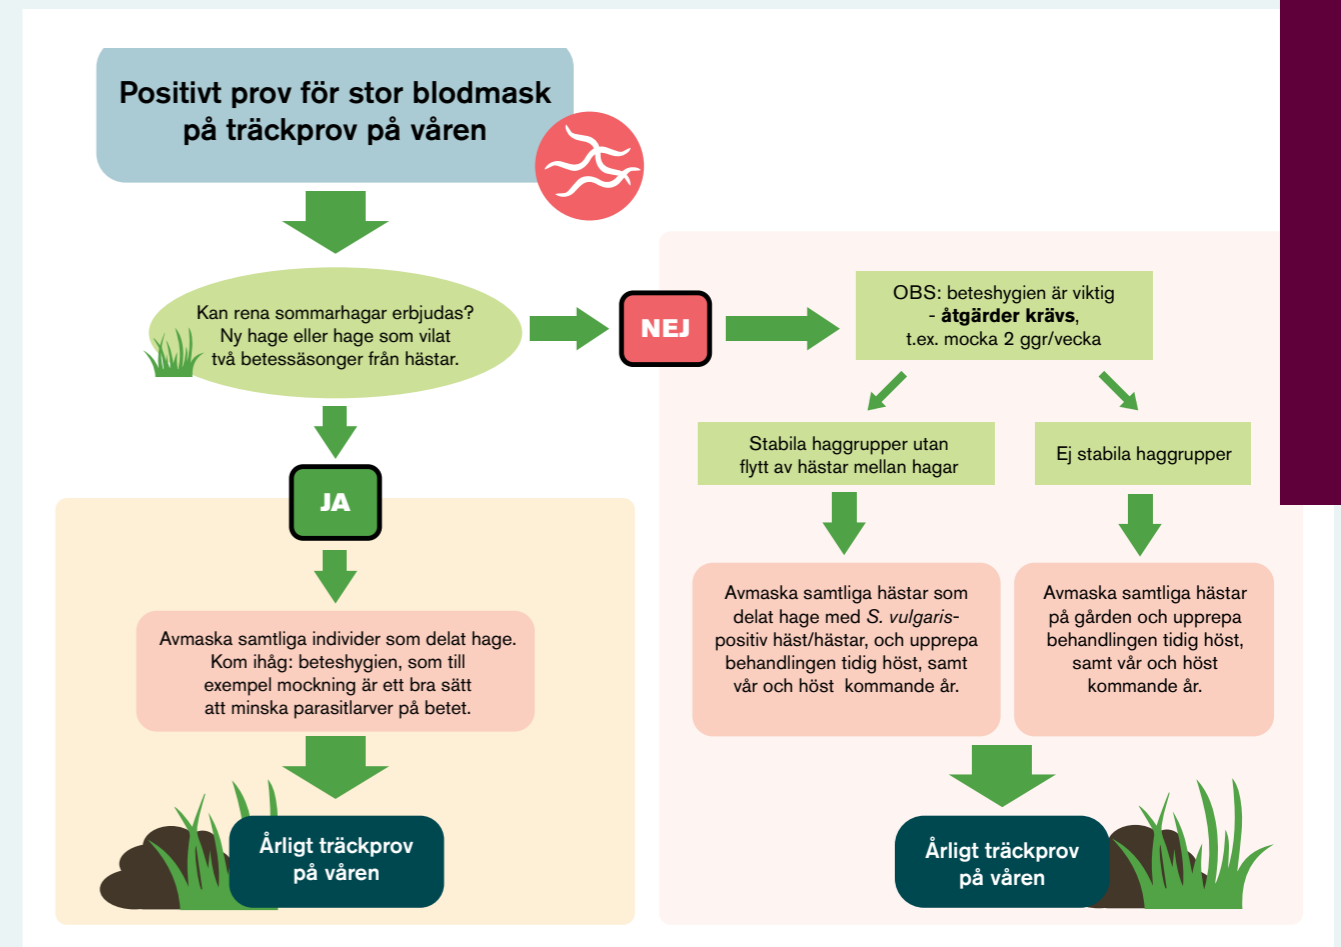 Positivt prov för stor blodmask
på träckprov på våren
Kan rena sommarhagar erbjudas?
Ny hage eller hage som vilat
två betessäsonger från hästar.
NEJ
OBS: beteshygien är viktig
- åtgärder krävs,
t.ex. mocka 2 ggr/vecka
Stabila haggrupper utan
flytt av hästar mellan hagar
Ej stabila haggrupper
JA
Avmaska samtliga individer som delat hage.
Kom ihåg: beteshygien, som till
exempel mockning är ett bra sätt
att minska parasitlarver på betet.
Avmaska samtliga hästar som
delat hage med S. vulgaris-
positiv häst/hästar, och upprepa
behandlingen tidig höst, samt
vår och höst kommande år.
Avmaska samtliga hästar
på gården och upprepa
behandlingen tidig höst,
samt vår och höst
kommande år.
Årligt träckprov
på våren
Årligt träckprov
på våren